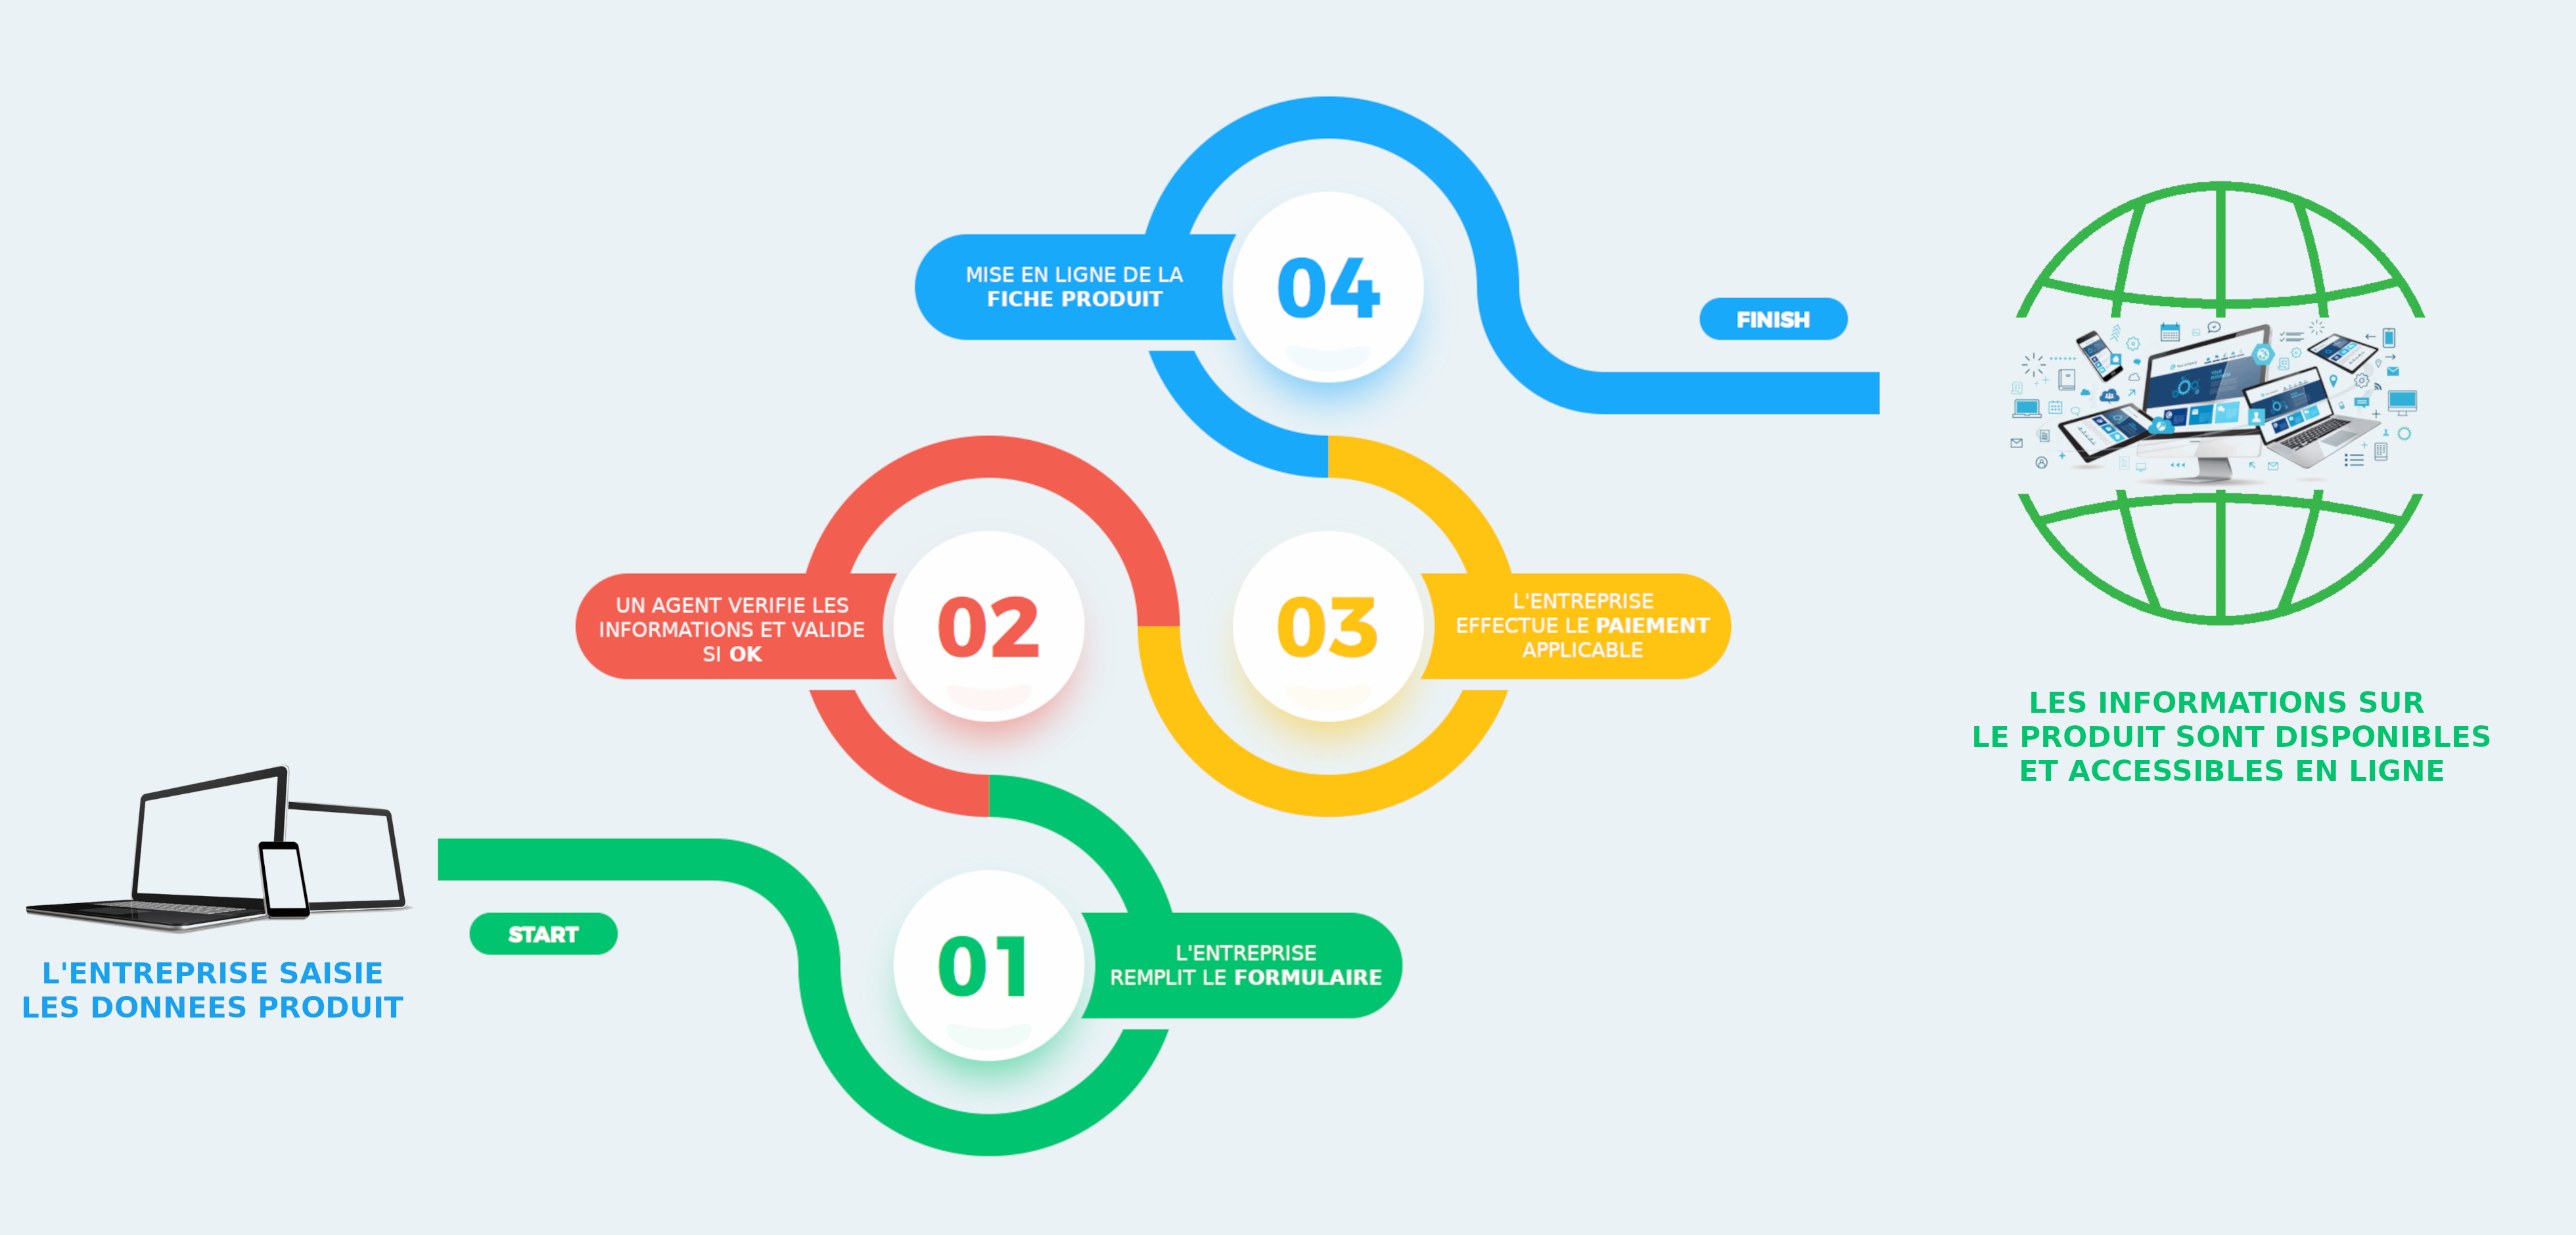 L'ENTREPRISE SAISIE
LES DONNEES PRODUIT
START
01
L'ENTREPRISE
REMPLIT LE FORMULAIRE
UN AGENT VERIFIE LES
INFORMATIONS ET VALIDE
SI OK
02
03
L'ENTREPRISE
EFFECTUE LE PAIEMENT
APPLICABLE
MISE EN LIGNE DE LA
FICHE PRODUIT
04
FINISH
LES INFORMATIONS SUR
LE PRODUIT SONT DISPONIBLES
ET ACCESSIBLES EN LIGNE